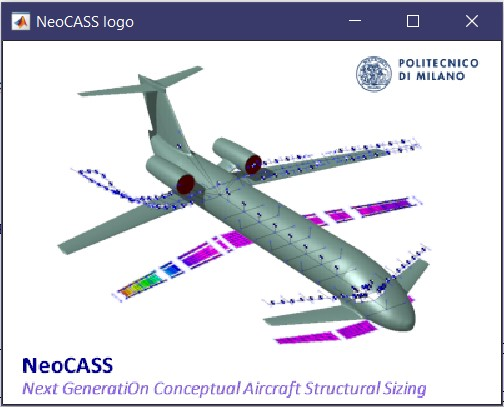 NeoCASS logo
POLITECNICO
DI MILANO
NeoCASS
Next GeneratiOn Conceptual Aircraft Structural Sizing